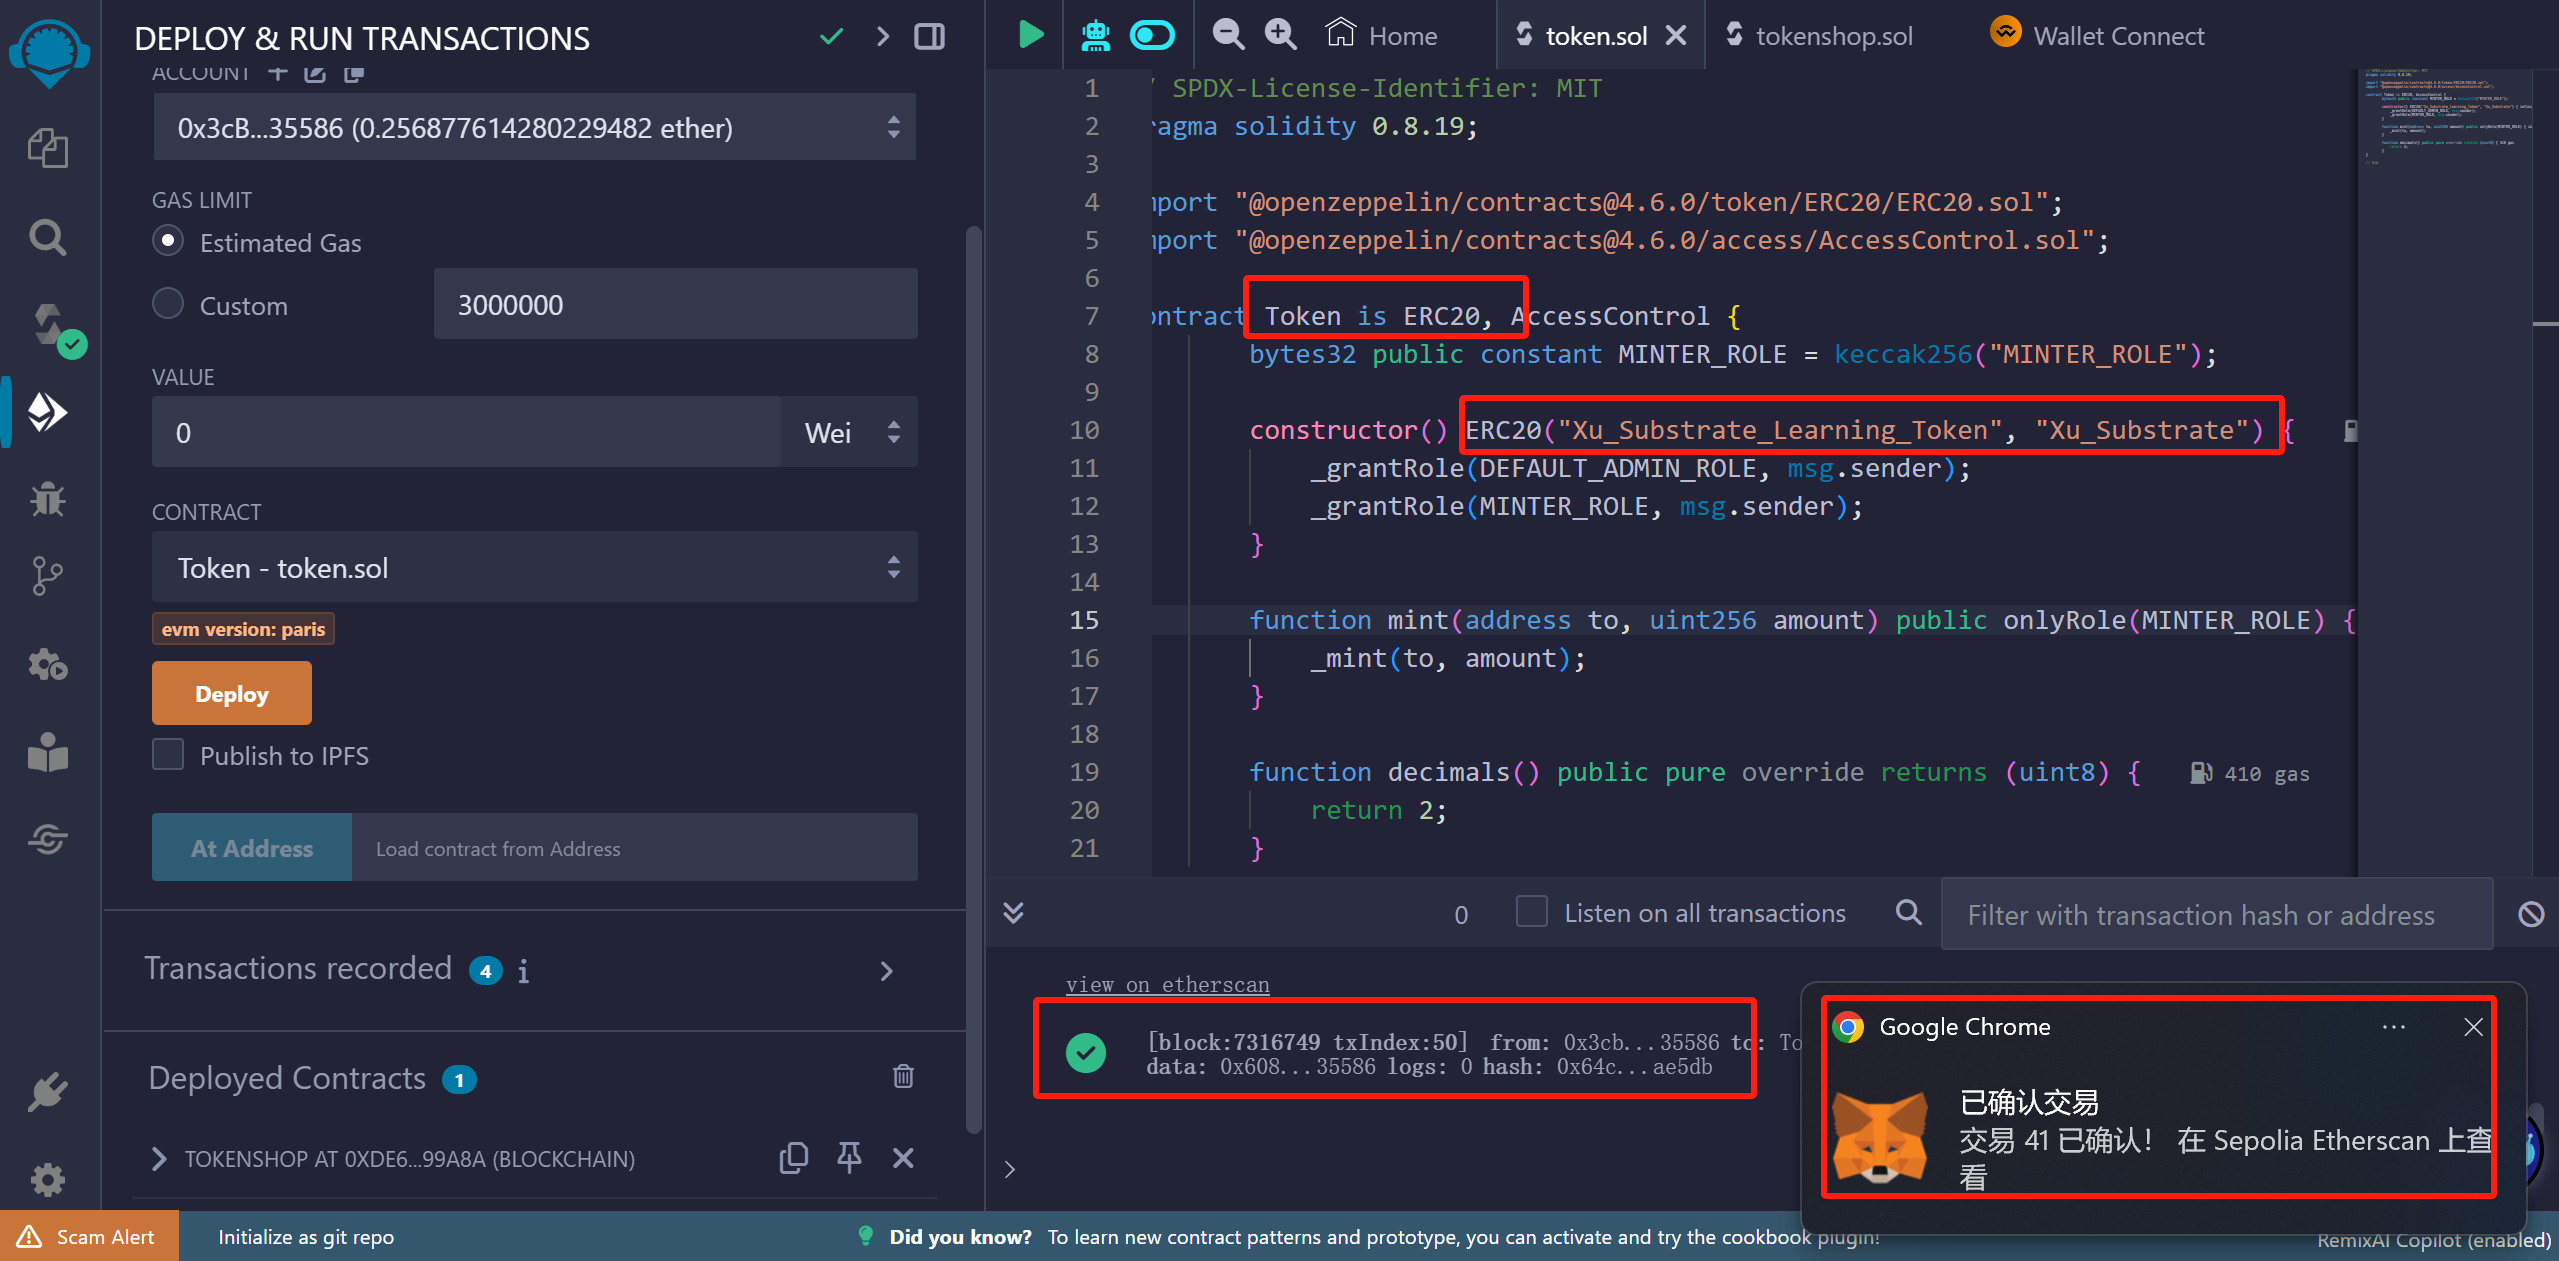 DEPLOY & RUN TRANSACTIONS
ACCOUNT
0x3cB...35586 (0.256877614280229482 ether)
GAS LIMIT
Estimated Gas
Custom
3000000
VALUE
0
Wei
CONTRACT
Token - token.sol
evm version: paris
Deploy
Publish to IPFS
At Address
Load contract from Address
Transactions recorded 4 i
Deployed Contracts 1
TOKENSHOP AT 0XDE6...99A8A (BLOCKCHAIN)
Home
token.sol
tokenshop.sol
Wallet Connect
1 / SPDX-License-Identifier: MIT
2 ragma solidity 0.8.19;
3
4 mport "@openzeppelin/contracts@4.6.0/token/ERC20/ERC20.sol";
5 mport "@openzeppelin/contracts@4.6.0/access/AccessControl.sol";
6
7 ontract Token is ERC20, AccessControl {
8 bytes32 public constant MINTER_ROLE = keccak256("MINTER_ROLE");
9
10 constructor() ERC20("Xu_Substrate_Learning_Token", "Xu_Substrate") {
11 _grantRole(DEFAULT_ADMIN_ROLE, msg.sender);
12 _grantRole(MINTER_ROLE, msg.sender);
13 }
14
15 function mint(address to, uint256 amount) public onlyRole(MINTER_ROLE) {
16 _mint(to, amount);
17 }
18
19 function decimals() public pure override returns (uint8) { 410 gas
20 return 2;
21 }
0
Listen on all transactions
Filter with transaction hash or address
view on etherscan
[block:7316749 txIndex:50] from: 0x3cb...35586 to: To
data: 0x608...35586 logs: 0 hash: 0x64c...ae5db
>
Google Chrome
已确认交易
交易 41 已确认！ 在 Sepolia Etherscan 上查
看
Scam Alert
Initialize as git repo
Did you know? To learn new contract patterns and prototype, you can activate and try the cookbook plugin!
RemixAI Copilot (enabled)